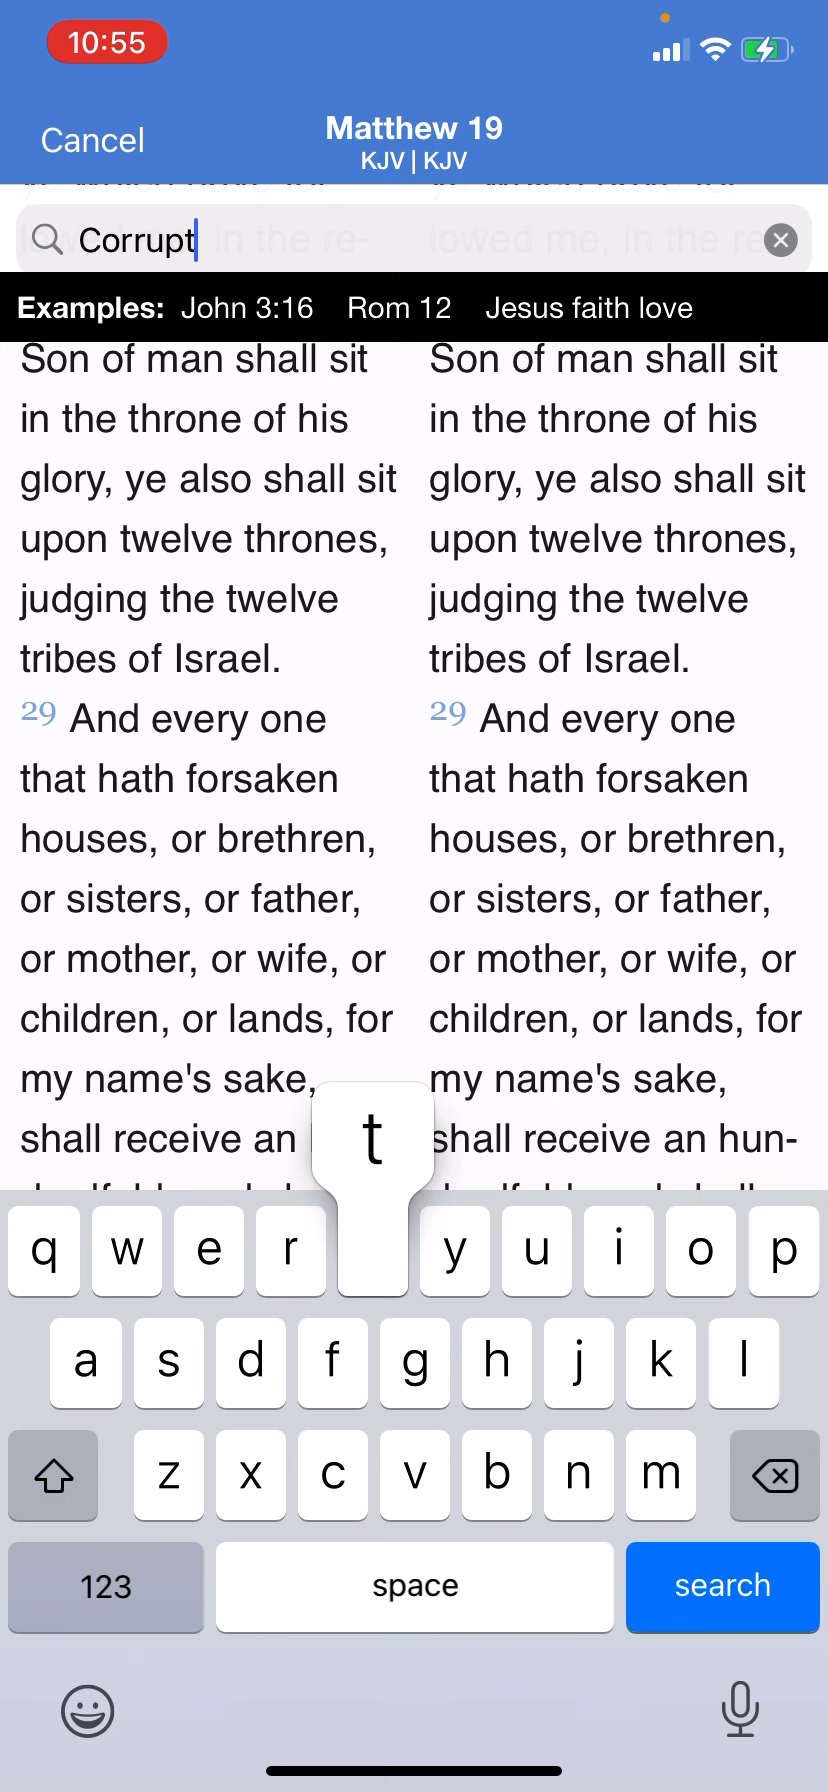 10:55
Cancel
Matthew 19
KJV | KJV
Corrupt
lowed me, in the re-
Examples: John 3:16 Rom 12 Jesus faith love
Son of man shall sit
in the throne of his
glory, ye also shall sit
upon twelve thrones,
judging the twelve
tribes of Israel.
29 And every one
that hath forsaken
houses, or brethren,
or sisters, or father,
or mother, or wife, or
children, or lands, for
my name's sake,
shall receive an
Son of man shall sit
in the throne of his
glory, ye also shall sit
upon twelve thrones,
judging the twelve
tribes of Israel.
29 And every one
that hath forsaken
houses, or brethren,
or sisters, or father,
or mother, or wife, or
children, or lands, for
my name's sake,
shall receive an hun-
t
q w e r y u i o p
a s d f g h j k l
z x c v b n m
123 space search